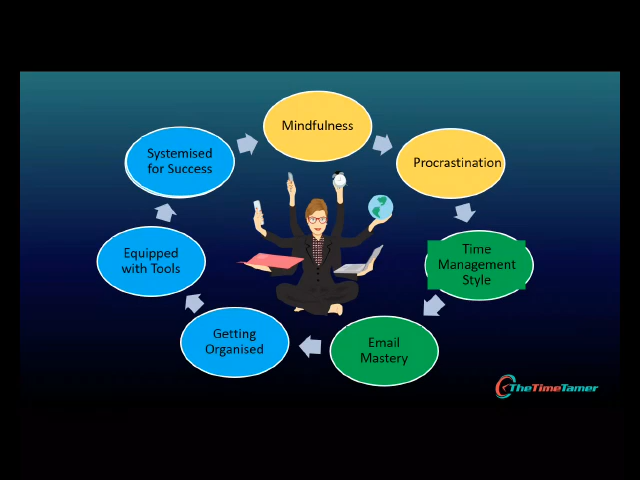 Mindfulness
Procrastination
Time
Management
Style
Email
Mastery
Getting
Organised
Equipped
with Tools
Systemised
for Success
TheTimeTamer